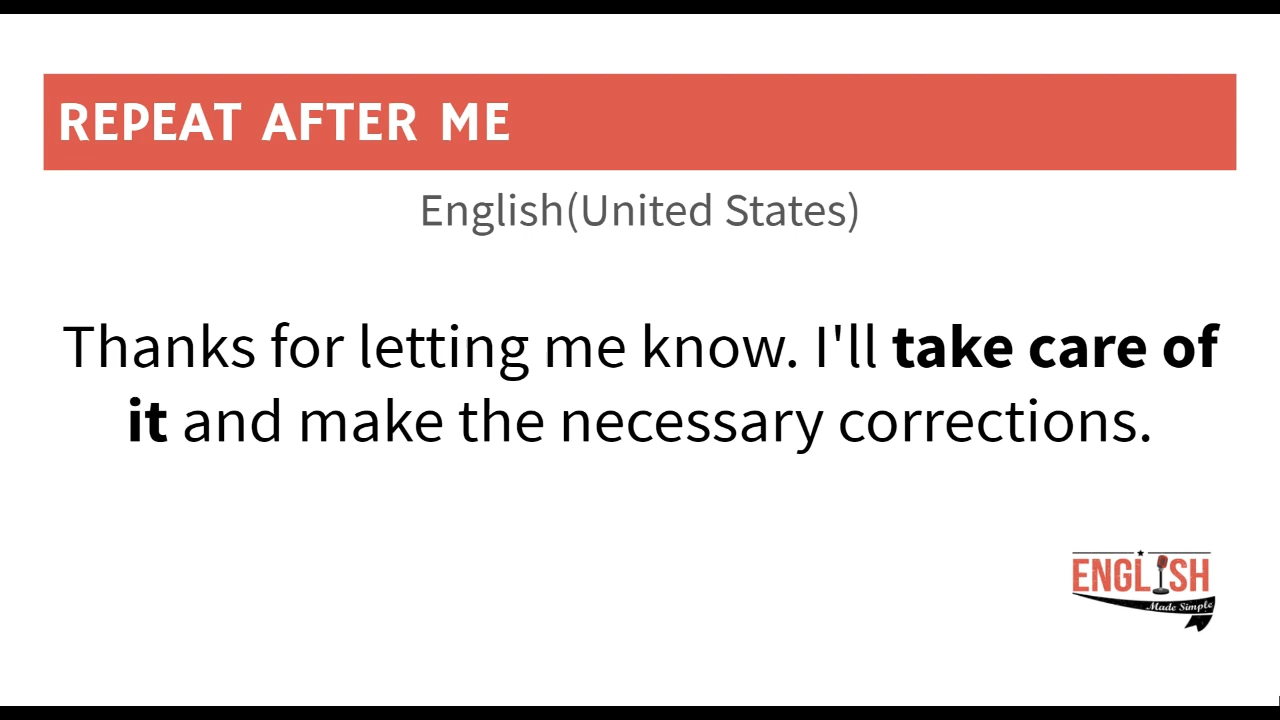 REPEAT AFTER ME
English(United States)
Thanks for letting me know. I'll take care of
it and make the necessary corrections.
ENGLISH
Made Simple